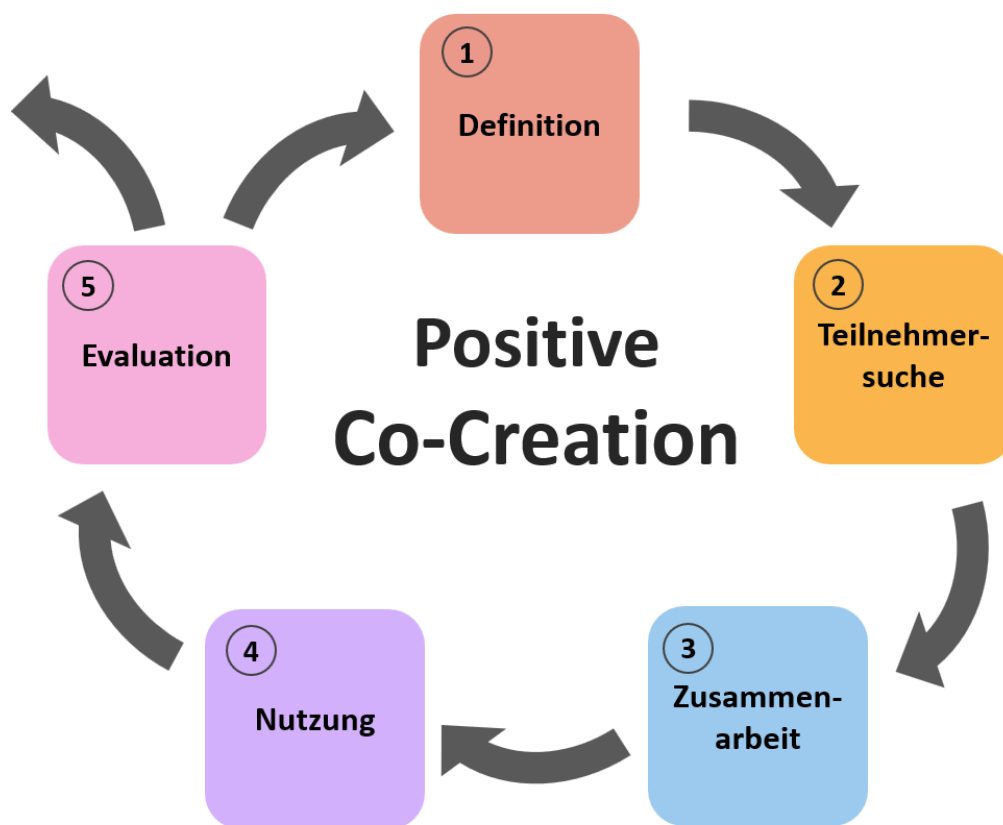 1
Definition
2
Teilnehmer-
suche
3
Zusammen-
arbeit
4
Nutzung
5
Evaluation
Positive
Co-Creation